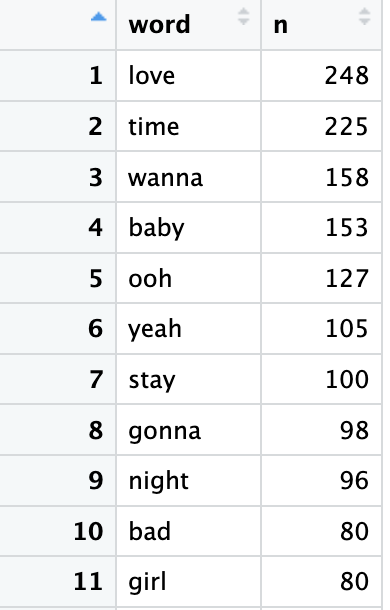 word n
1 love 248
2 time 225
3 wanna 158
4 baby 153
5 ooh 127
6 yeah 105
7 stay 100
8 gonna 98
9 night 96
10 bad 80
11 girl 80